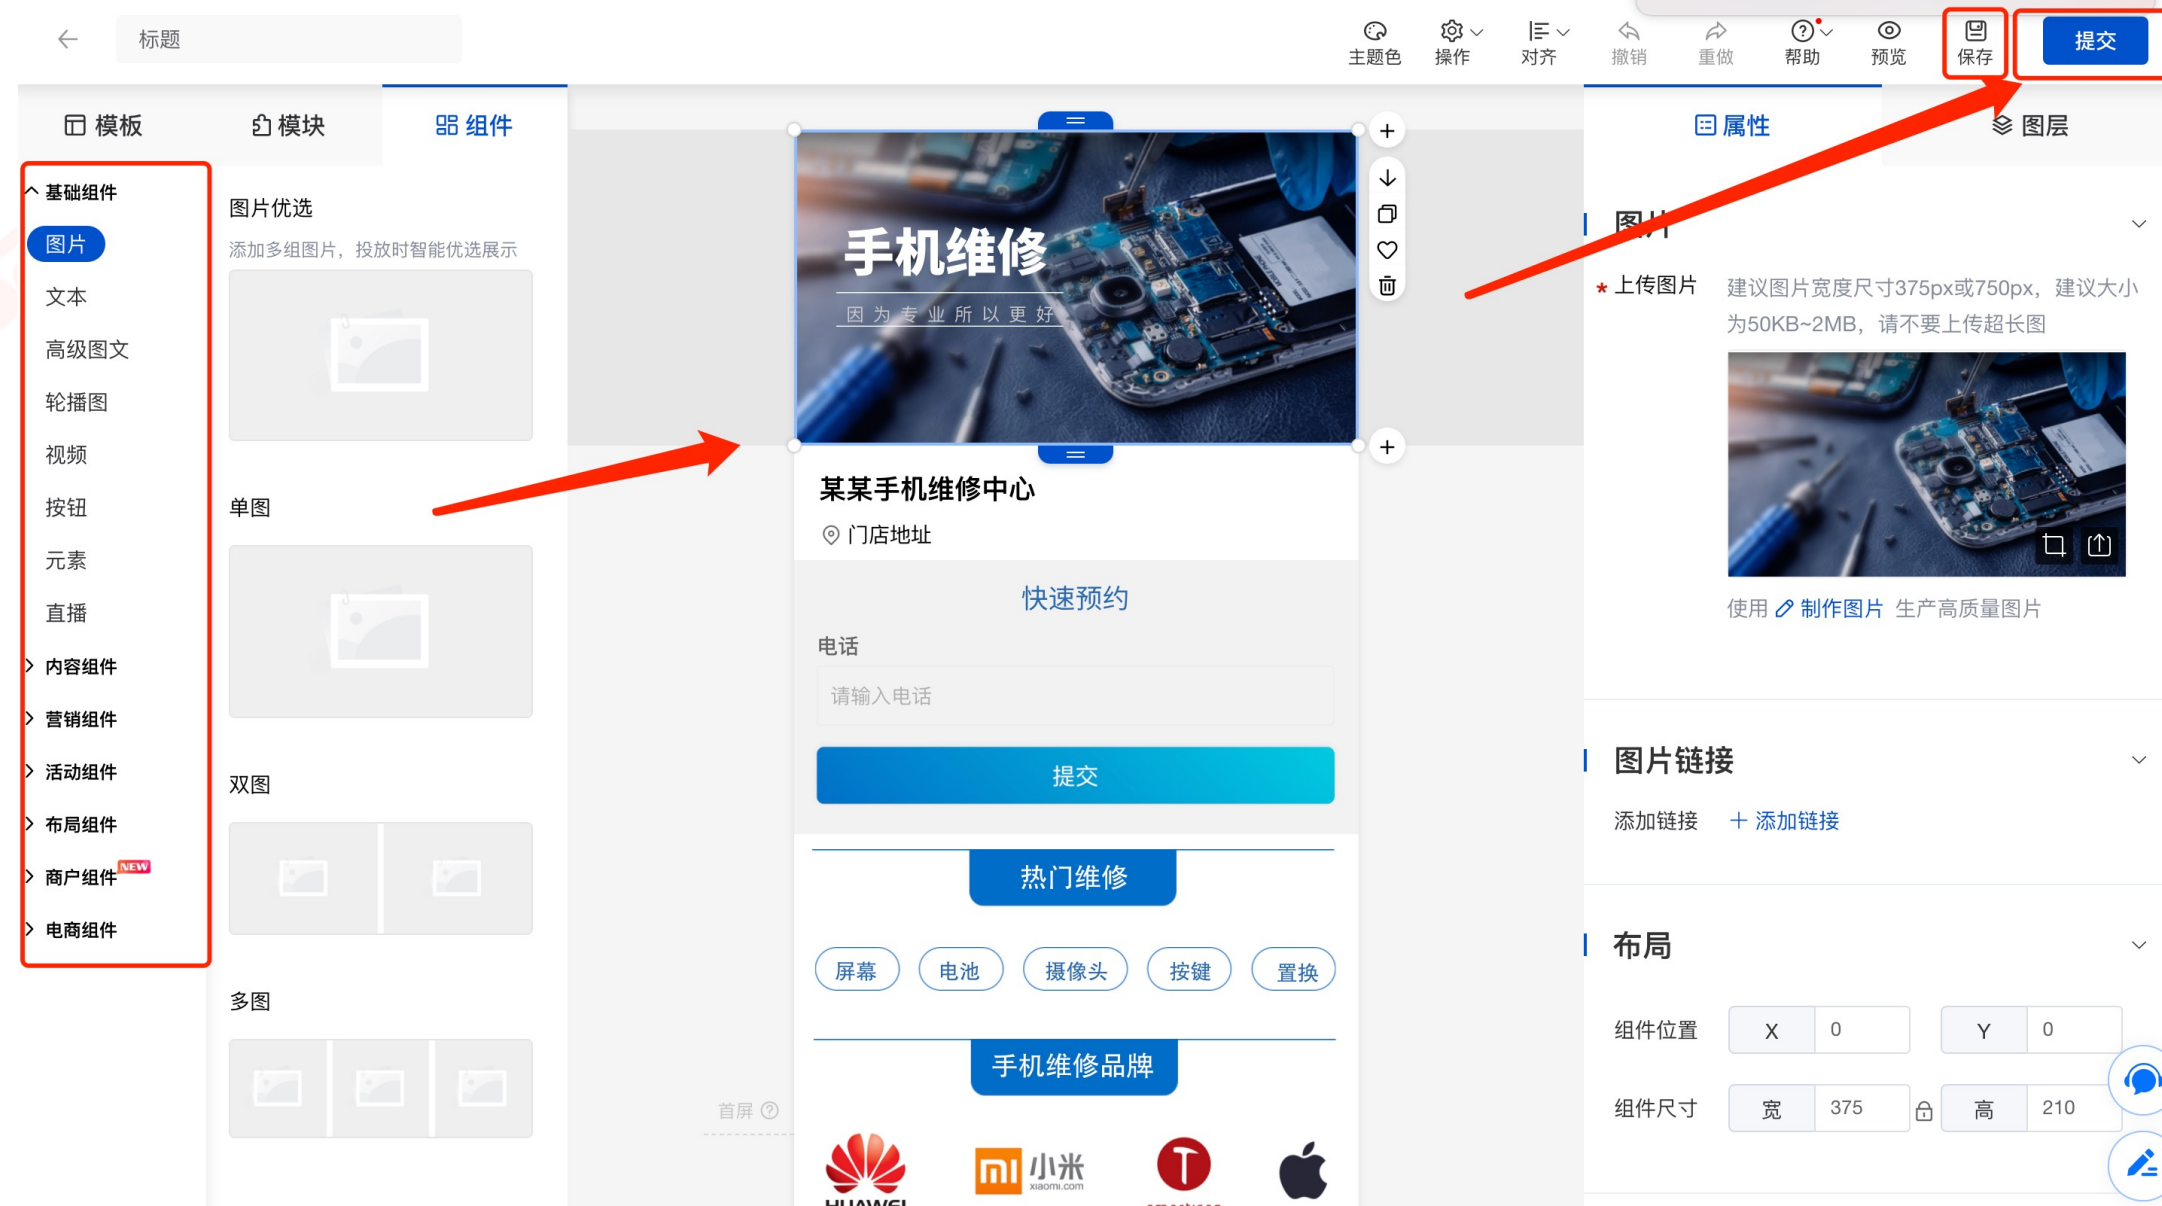 标题
主题色
操作
对齐
撤销
重做
帮助
预览
保存
提交
模板
模块
组件
属性
图层
基础组件
图片
文本
高级图文
轮播图
视频
按钮
元素
直播
内容组件
营销组件
活动组件
布局组件
商户组件 NEW
电商组件
图片优选
添加多组图片，投放时智能优选展示
单图
双图
多图
手机维修
因为专业所以更好
某某手机维修中心
门店地址
快速预约
电话
请输入电话
提交
热门维修
屏幕
电池
摄像头
按键
置换
手机维修品牌
首屏
HUAWEI
mi 小米
xiaomi.com
图片
* 上传图片
建议图片宽度尺寸375px或750px，建议大小
为50KB~2MB，请不要上传超长图
使用 制作图片 生产高质量图片
图片链接
添加链接 + 添加链接
布局
组件位置 X 0 Y 0
组件尺寸 宽 375 高 210